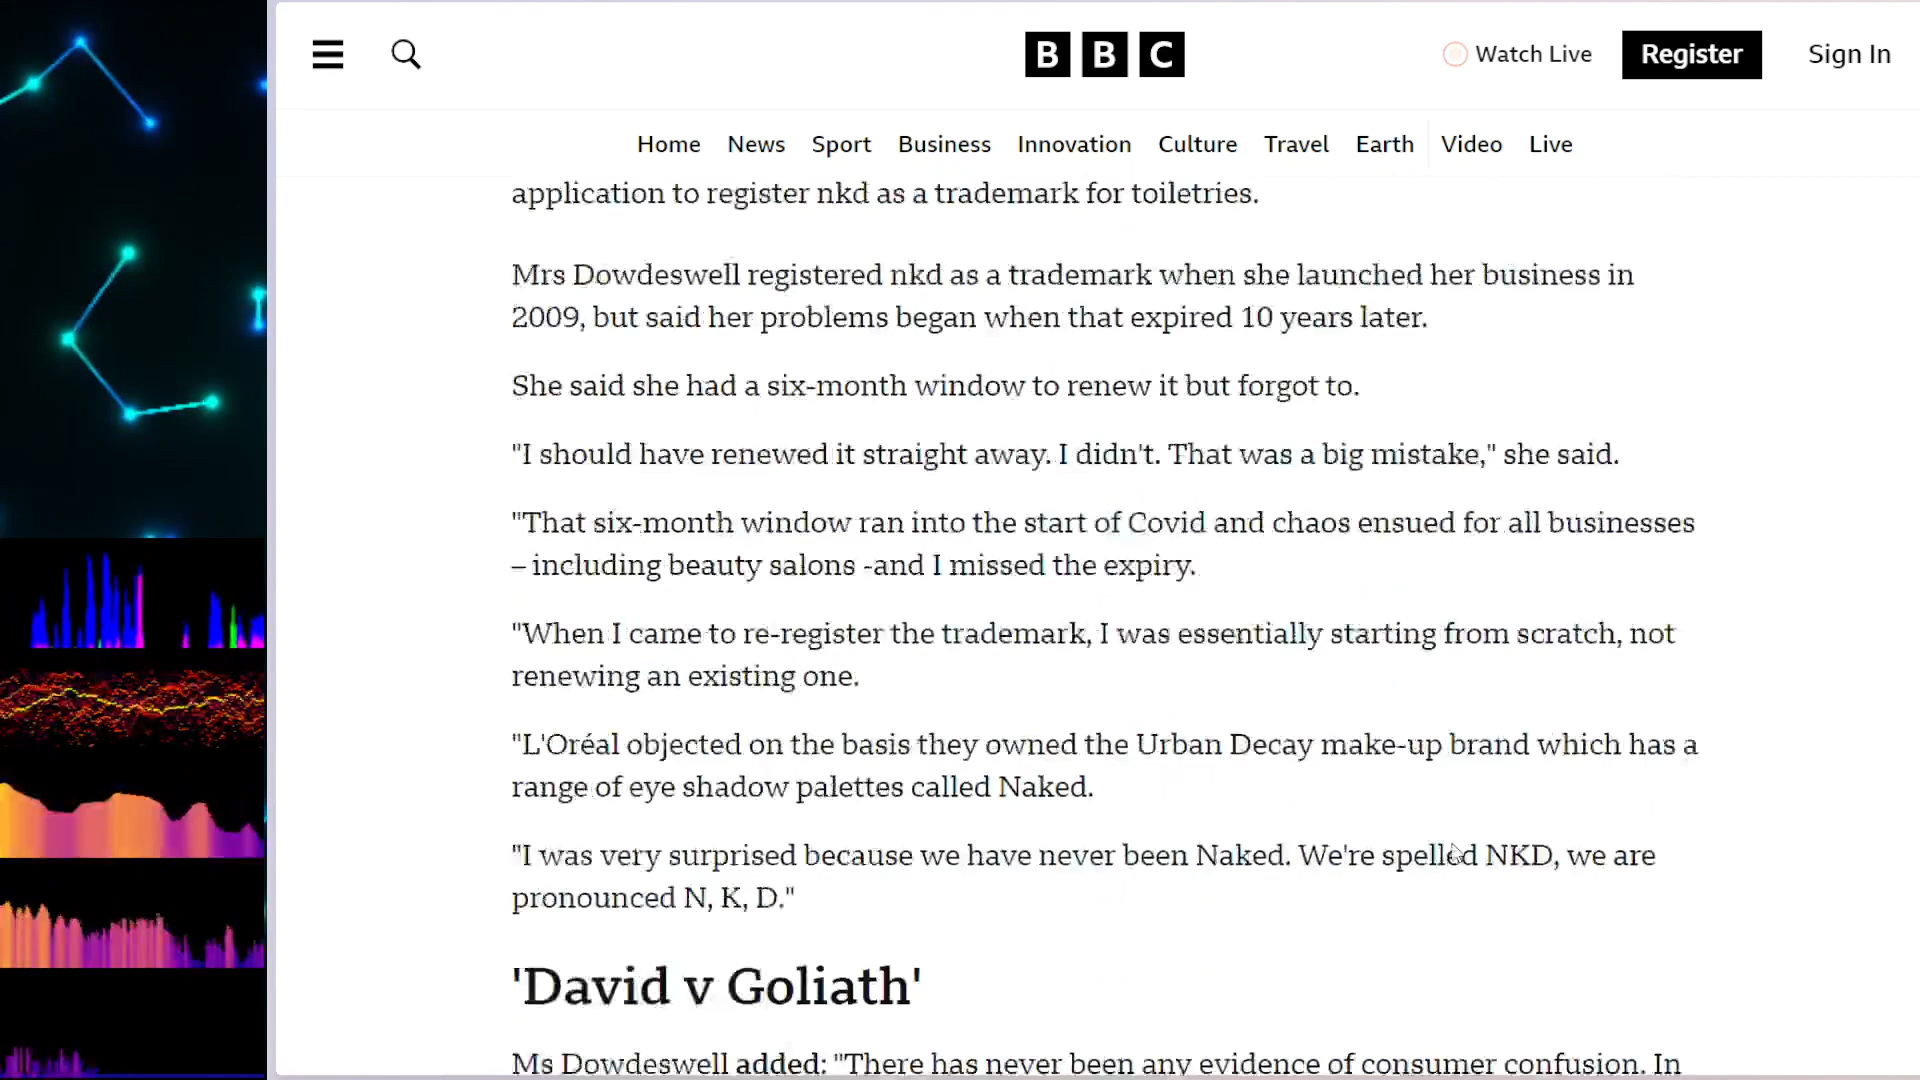 BBC
Watch Live
Register
Sign In
Home News Sport Business Innovation Culture Travel Earth Video Live
application to register nkd as a trademark for toiletries.
Mrs Dowdeswell registered nkd as a trademark when she launched her business in
2009, but said her problems began when that expired 10 years later.
She said she had a six-month window to renew it but forgot to.
"I should have renewed it straight away. I didn't. That was a big mistake," she said.
"That six-month window ran into the start of Covid and chaos ensued for all businesses
– including beauty salons -and I missed the expiry.
"When I came to re-register the trademark, I was essentially starting from scratch, not
renewing an existing one.
"L'Oréal objected on the basis they owned the Urban Decay make-up brand which has a
range of eye shadow palettes called Naked.
"I was very surprised because we have never been Naked. We're spelled NKD, we are
pronounced N, K, D."
'David v Goliath'
Ms Dowdeswell added: "There has never been any evidence of consumer confusion. In